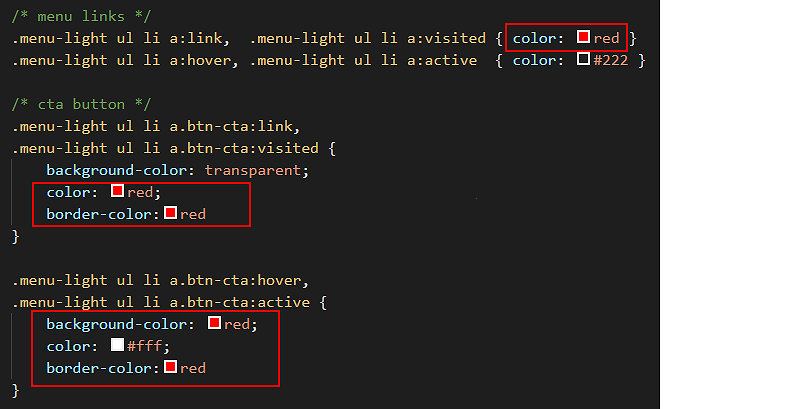 /* menu links */
.menu-light ul li a:link,  .menu-light ul li a:visited { color: red }
.menu-light ul li a:hover, .menu-light ul li a:active  { color: #222 }
/* cta button */
.menu-light ul li a.btn-cta:link,
.menu-light ul li a.btn-cta:visited {
    background-color: transparent;
    color: red;
    border-color:red
}
.menu-light ul li a.btn-cta:hover,
.menu-light ul li a.btn-cta:active {
    background-color: red;
    color: #fff;
    border-color:red
}